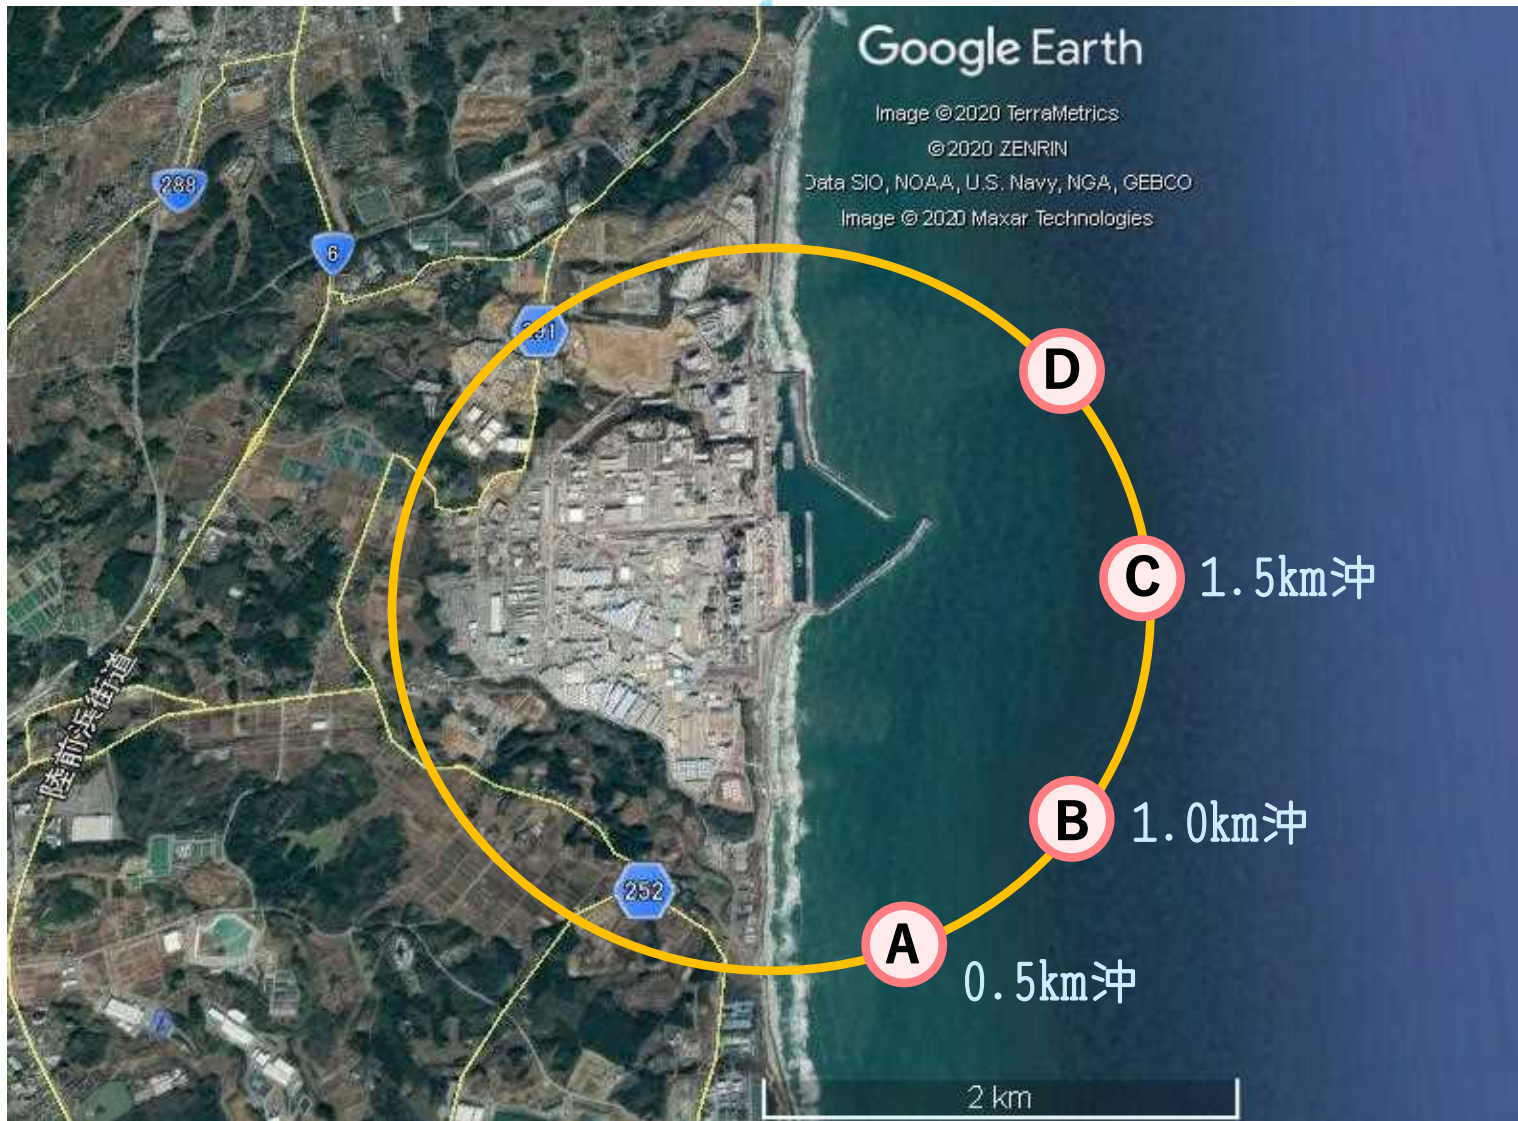 Google Earth
Image ©2020 TerraMetrics
©2020 ZENRIN
Data SIO, NOAA, U.S. Navy, NGA, GEBCO
Image © 2020 Maxar Technologies
288
6
391
D
C
1.5km沖
陸前浜街道
B
1.0km沖
252
A
0.5km沖
2 km